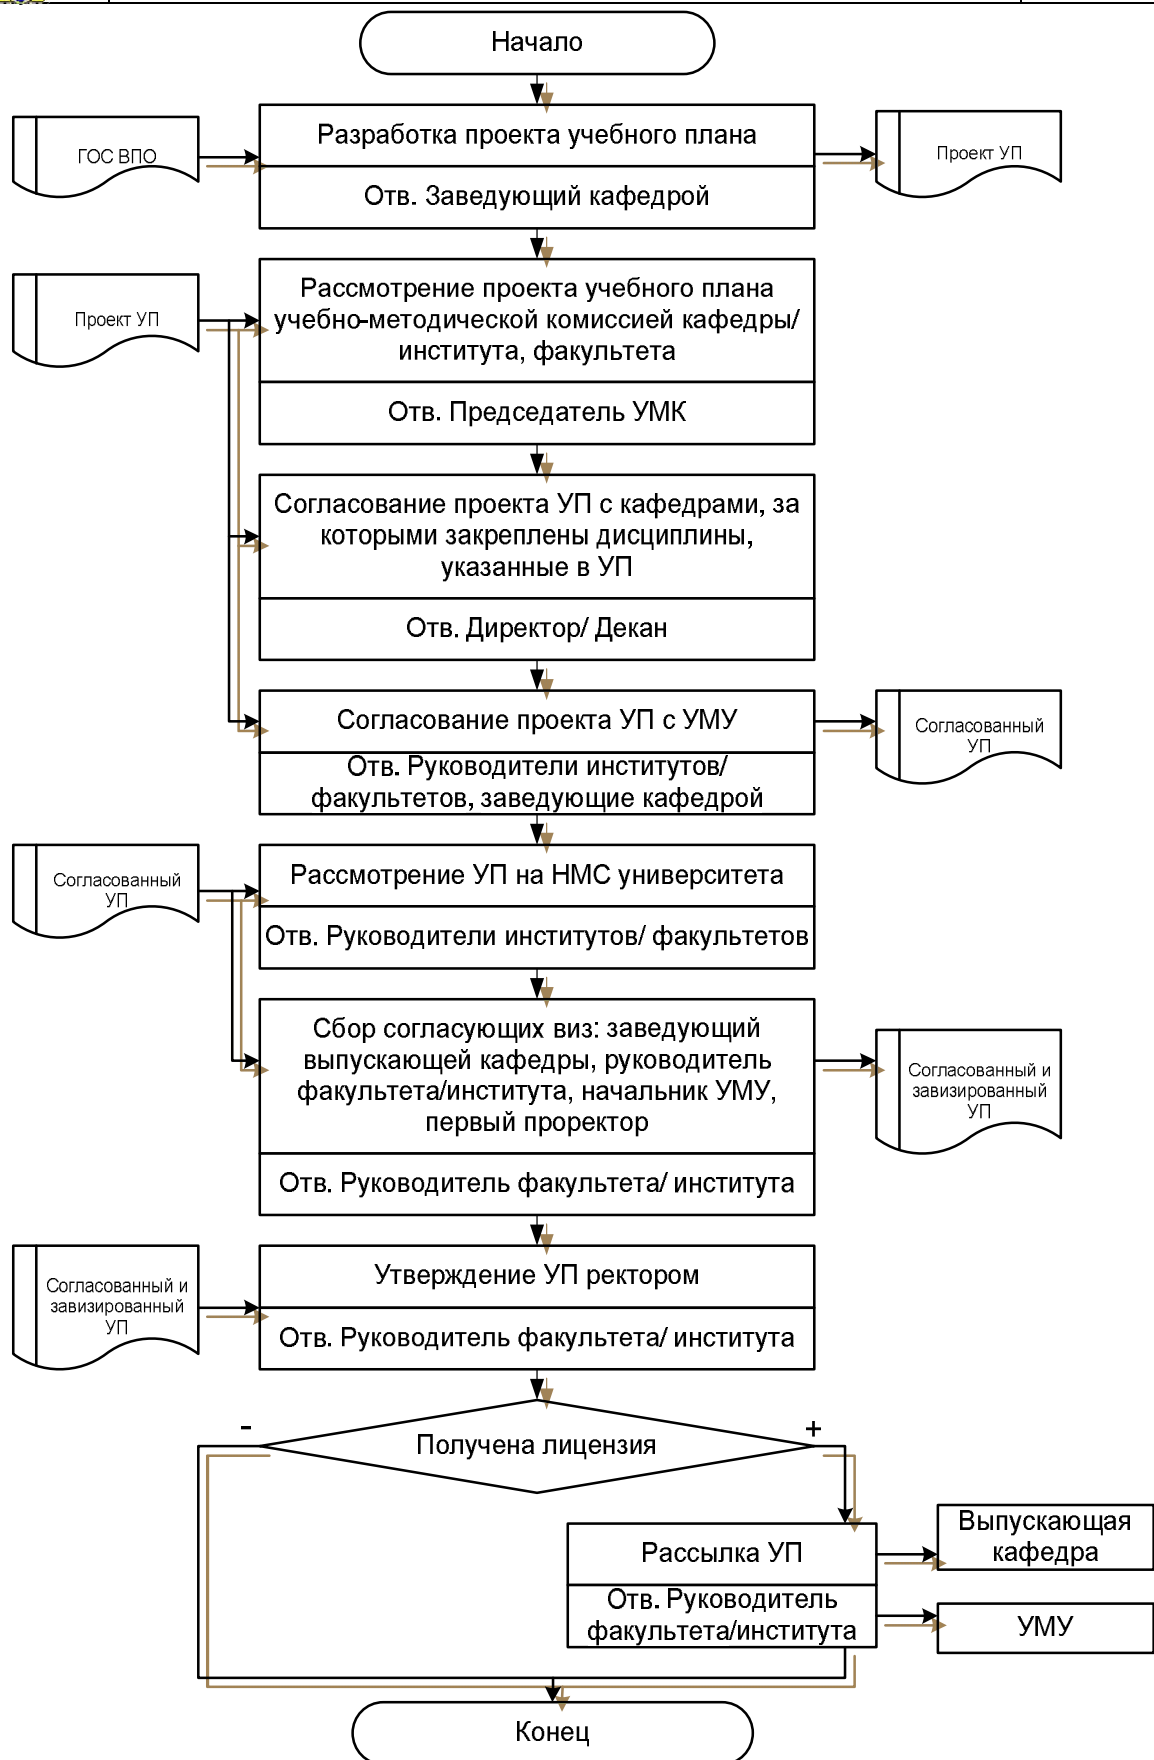 Начало
Разработка проекта учебного плана
ГОС ВПО
Проект УП
Отв. Заведующий кафедрой
Рассмотрение проекта учебного плана
учебно-методической комиссией кафедры/
института, факультета
Проект УП
Отв. Председатель УМК
Согласование проекта УП с кафедрами, за
которыми закреплены дисциплины,
указанные в УП
Отв. Директор/ Декан
Согласование проекта УП с УМУ
Согласованный
УП
Отв. Руководители институтов/
факультетов, заведующие кафедрой
Согласованный
УП
Рассмотрение УП на НМС университета
Отв. Руководители институтов/ факультетов
Сбор согласующих виз: заведующий
выпускающей кафедры, руководитель
факультета/института, начальник УМУ,
первый проректор
Согласованный и
завизированный
УП
Отв. Руководитель факультета/ института
Согласованный и
завизированный
УП
Утверждение УП ректором
Отв. Руководитель факультета/ института
-
+
Получена лицензия
Рассылка УП
Выпускающая
кафедра
Отв. Руководитель
факультета/института
УМУ
Конец